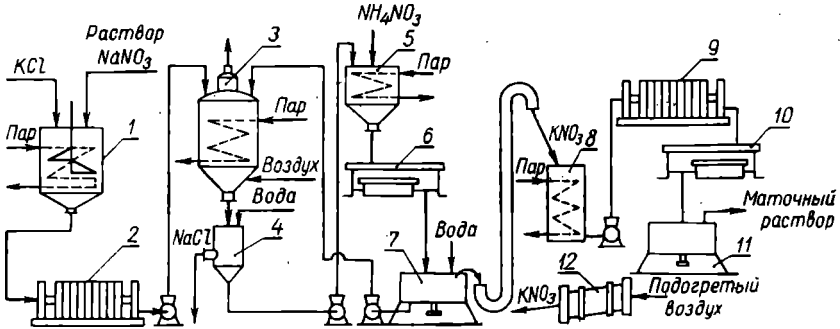 KCl
Раствор
NaNO₃
Пар
1
2
3
Пар
Воздух
Вода
NaCl
4
NH₄NO₃
5
Пар
6
Вода
7
KNO₃
8
Пар
9
10
Маточный
раствор
11
12
KNO₃
Подогретый
воздух